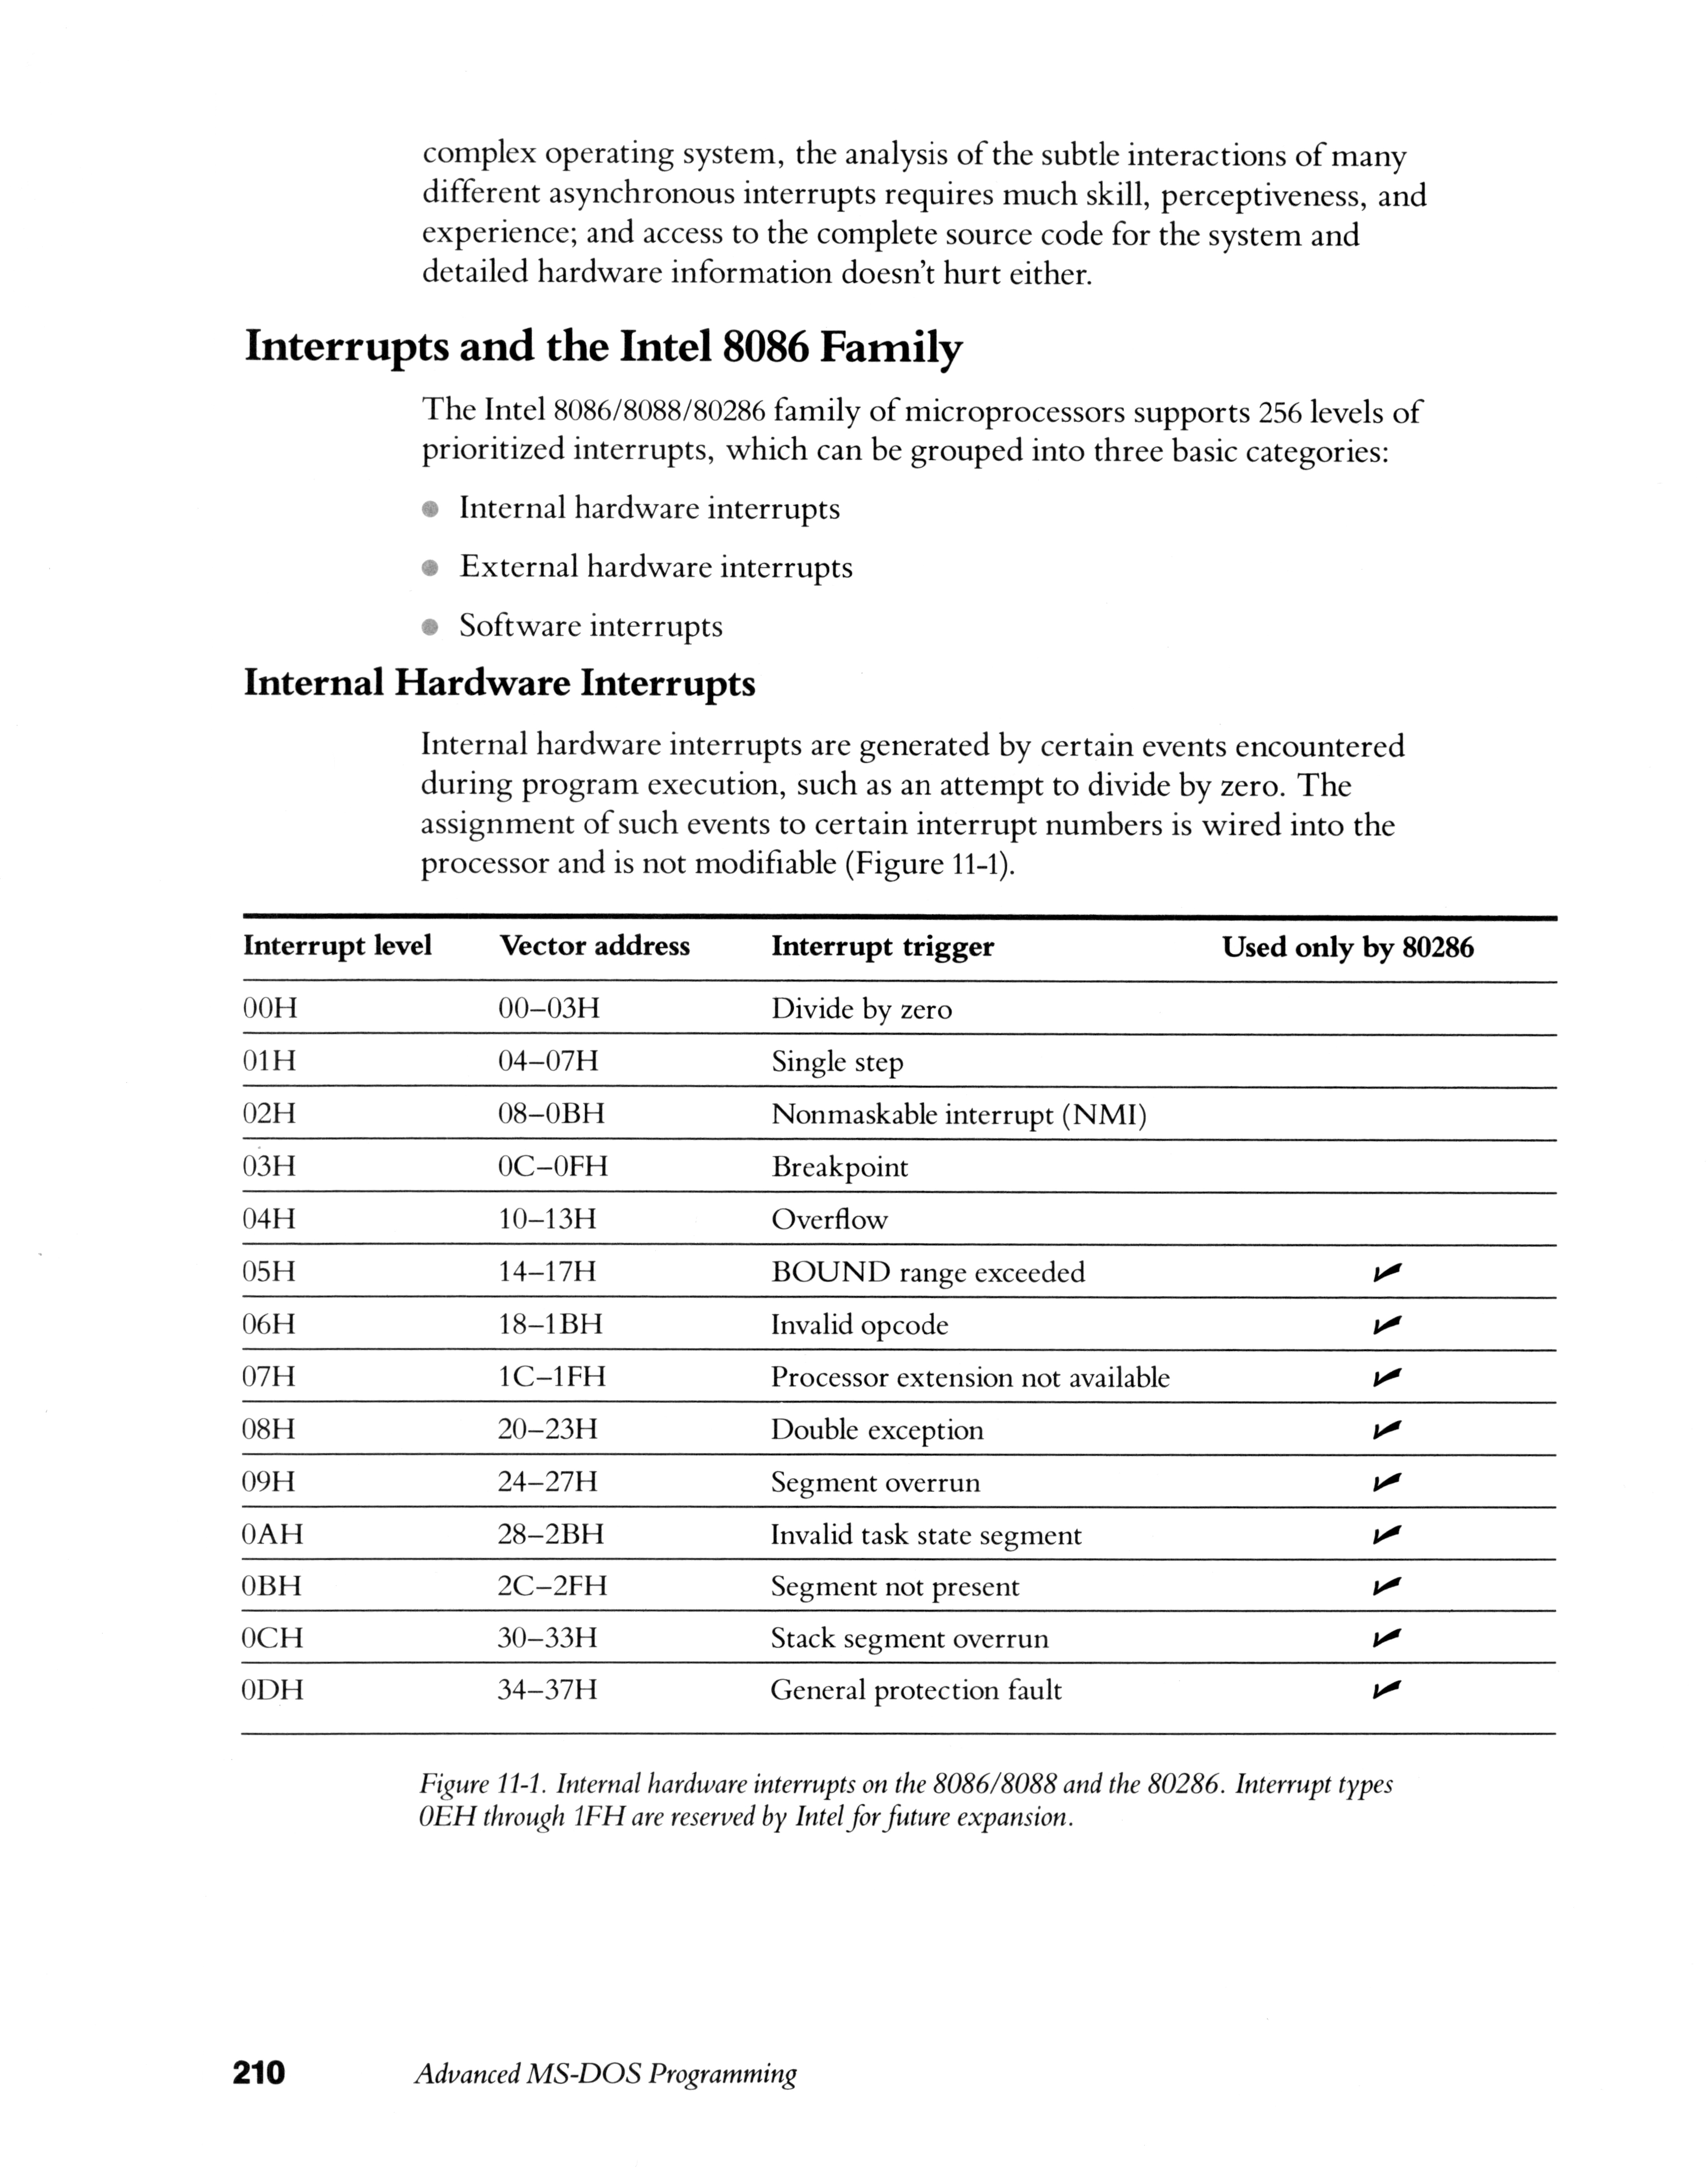 complex operating system, the analysis of the subtle interactions of many
different asynchronous interrupts requires much skill, perceptiveness, and
experience; and access to the complete source code for the system and
detailed hardware information doesn't hurt either.
Interrupts and the Intel 8086 Family
The Intel 8086/8088/80286 family of microprocessors supports 256 levels of
prioritized interrupts, which can be grouped into three basic categories:
● Internal hardware interrupts
● External hardware interrupts
● Software interrupts
Internal Hardware Interrupts
Internal hardware interrupts are generated by certain events encountered
during program execution, such as an attempt to divide by zero. The
assignment of such events to certain interrupt numbers is wired into the
processor and is not modifiable (Figure 11-1).
Interrupt level Vector address Interrupt trigger Used only by 80286
00H 00–03H Divide by zero
01H 04–07H Single step
02H 08–0BH Nonmaskable interrupt (NMI)
03H 0C–0FH Breakpoint
04H 10–13H Overflow
05H 14–17H BOUND range exceeded ✓
06H 18–1BH Invalid opcode ✓
07H 1C–1FH Processor extension not available ✓
08H 20–23H Double exception ✓
09H 24–27H Segment overrun ✓
0AH 28–2BH Invalid task state segment ✓
0BH 2C–2FH Segment not present ✓
0CH 30–33H Stack segment overrun ✓
0DH 34–37H General protection fault ✓
Figure 11-1. Internal hardware interrupts on the 8086/8088 and the 80286. Interrupt types
0EH through 1FH are reserved by Intel for future expansion.
210 Advanced MS-DOS Programming